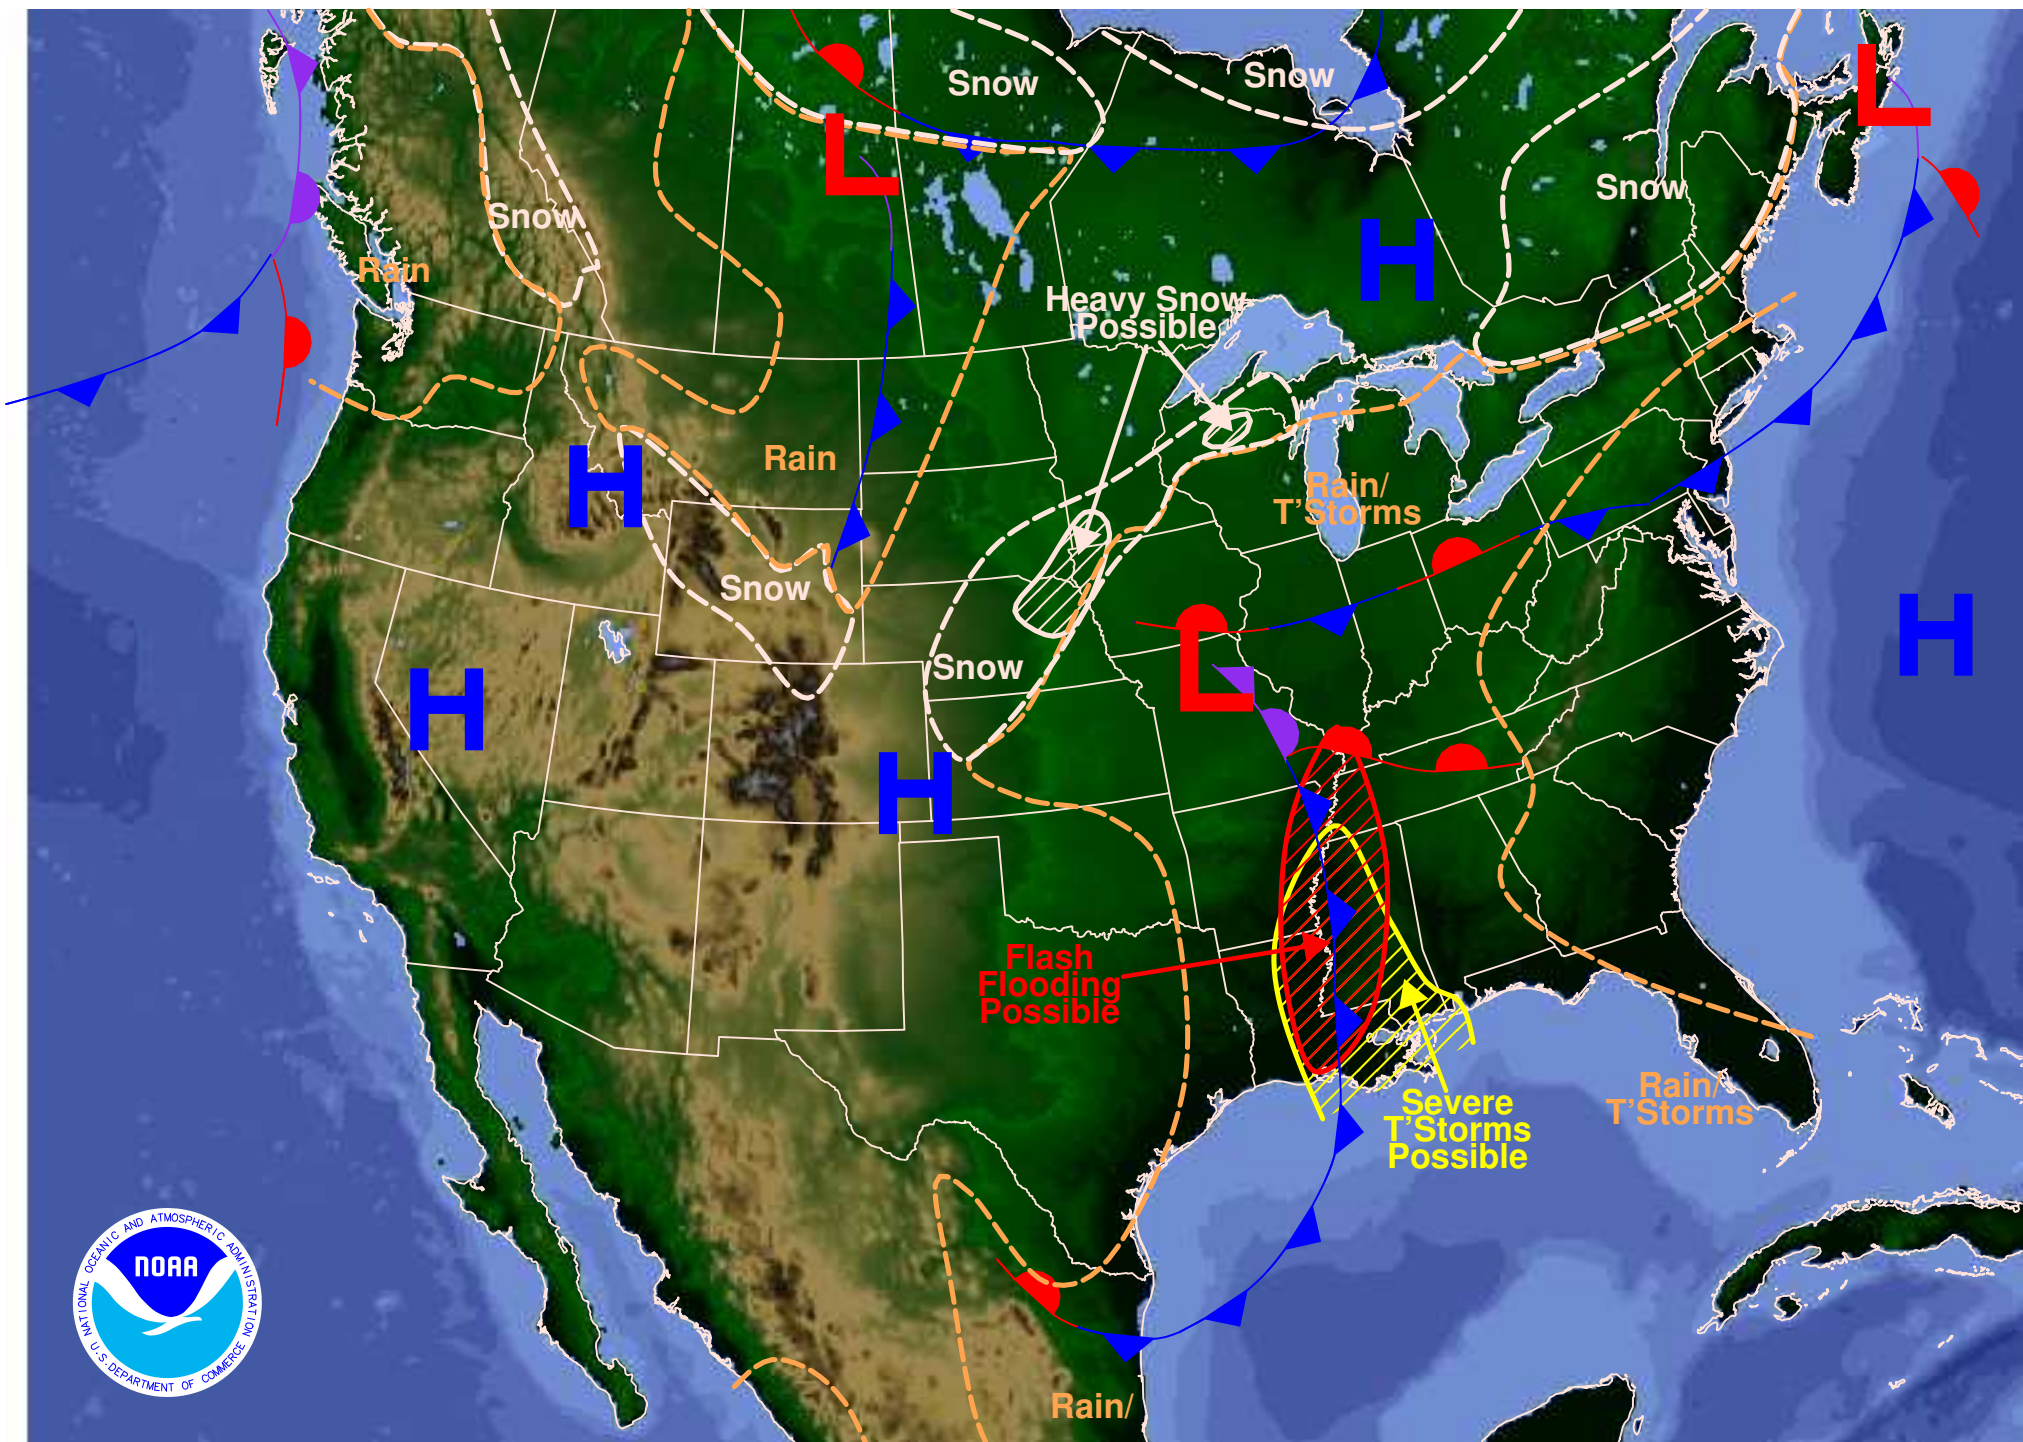 Snow
Snow
L
L
Snow
Snow
Rain
H
Heavy Snow
Possible
Rain
H
Rain/
T'Storms
Snow
H
L
Snow
H
H
Flash
Flooding
Possible
Severe
T'Storms
Possible
Rain/
T'Storms
NATIONAL OCEANIC AND ATMOSPHERIC ADMINISTRATION
NOAA
U.S. DEPARTMENT OF COMMERCE
Rain/